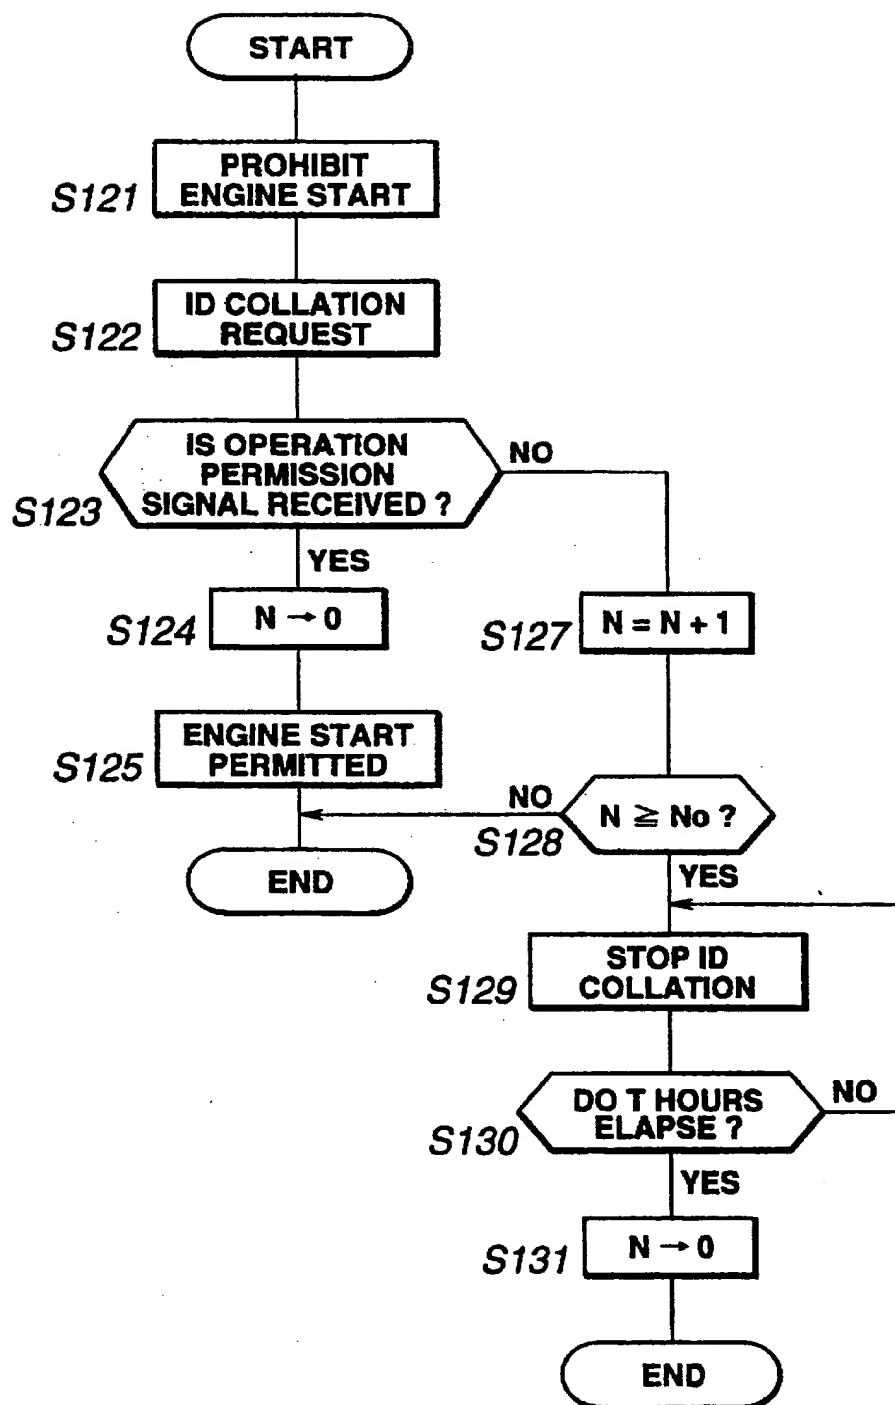 START
PROHIBIT
ENGINE START
S121
ID COLLATION
REQUEST
S122
IS OPERATION
PERMISSION
SIGNAL RECEIVED ?
S123
NO
YES
N → 0
S124
N = N + 1
S127
ENGINE START
PERMITTED
S125
N ≧ No ?
S128
NO
END
YES
STOP ID
COLLATION
S129
DO T HOURS
ELAPSE ?
S130
NO
YES
N → 0
S131
END